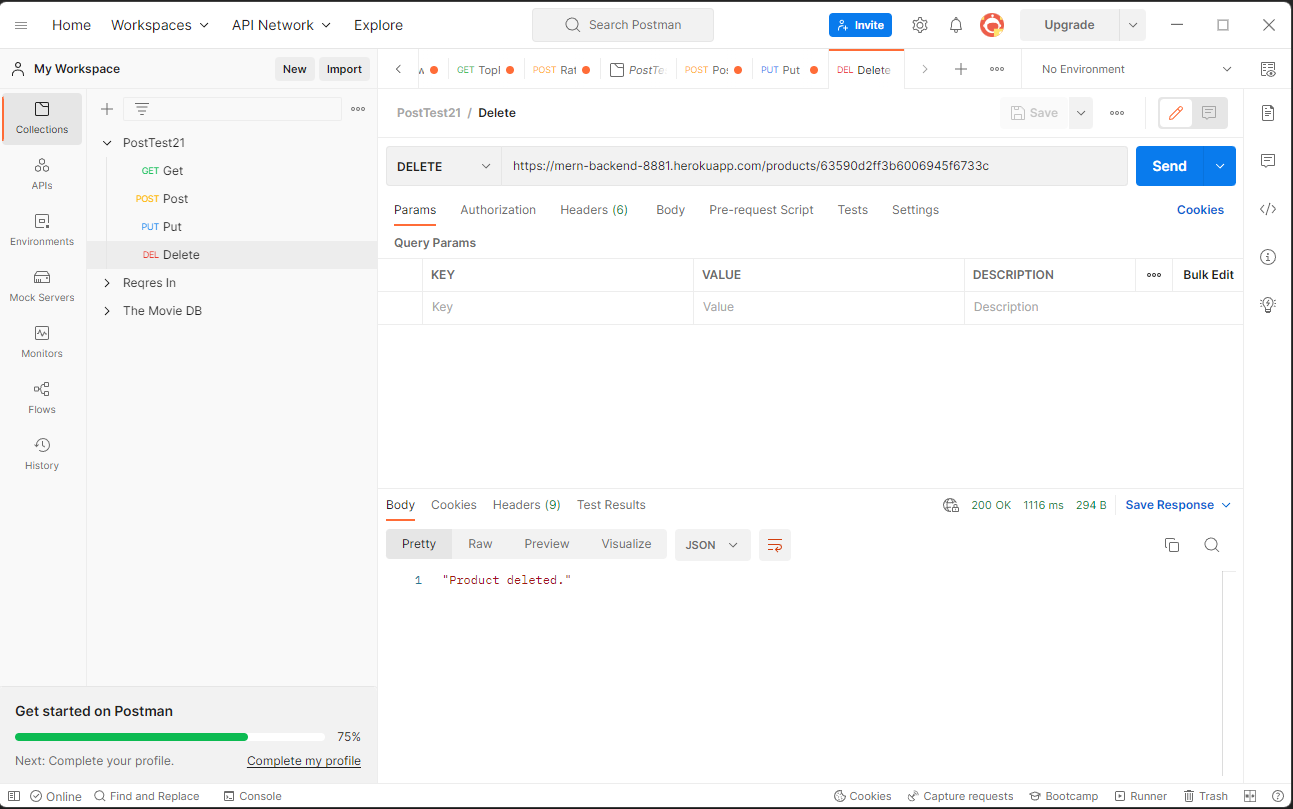 Home Workspaces API Network Explore Search Postman Invite Upgrade
My Workspace New Import GET Topl POST Rat PostTe POST Po PUT Put DEL Delete No Environment
Collections
APIs
Environments
Mock Servers
Monitors
Flows
History
PostTest21
GET Get
POST Post
PUT Put
DEL Delete
Reqres In
The Movie DB
Get started on Postman
75%
Next: Complete your profile. Complete my profile
PostTest21 / Delete Save
DELETE https://mern-backend-8881.herokuapp.com/products/63590d2ff3b6006945f6733c Send
Params Authorization Headers (6) Body Pre-request Script Tests Settings Cookies
Query Params
KEY VALUE DESCRIPTION Bulk Edit
Key Value Description
Body Cookies Headers (9) Test Results 200 OK 1116 ms 294 B Save Response
Pretty Raw Preview Visualize JSON
1 "Product deleted."
Online Find and Replace Console Cookies Capture requests Bootcamp Runner Trash